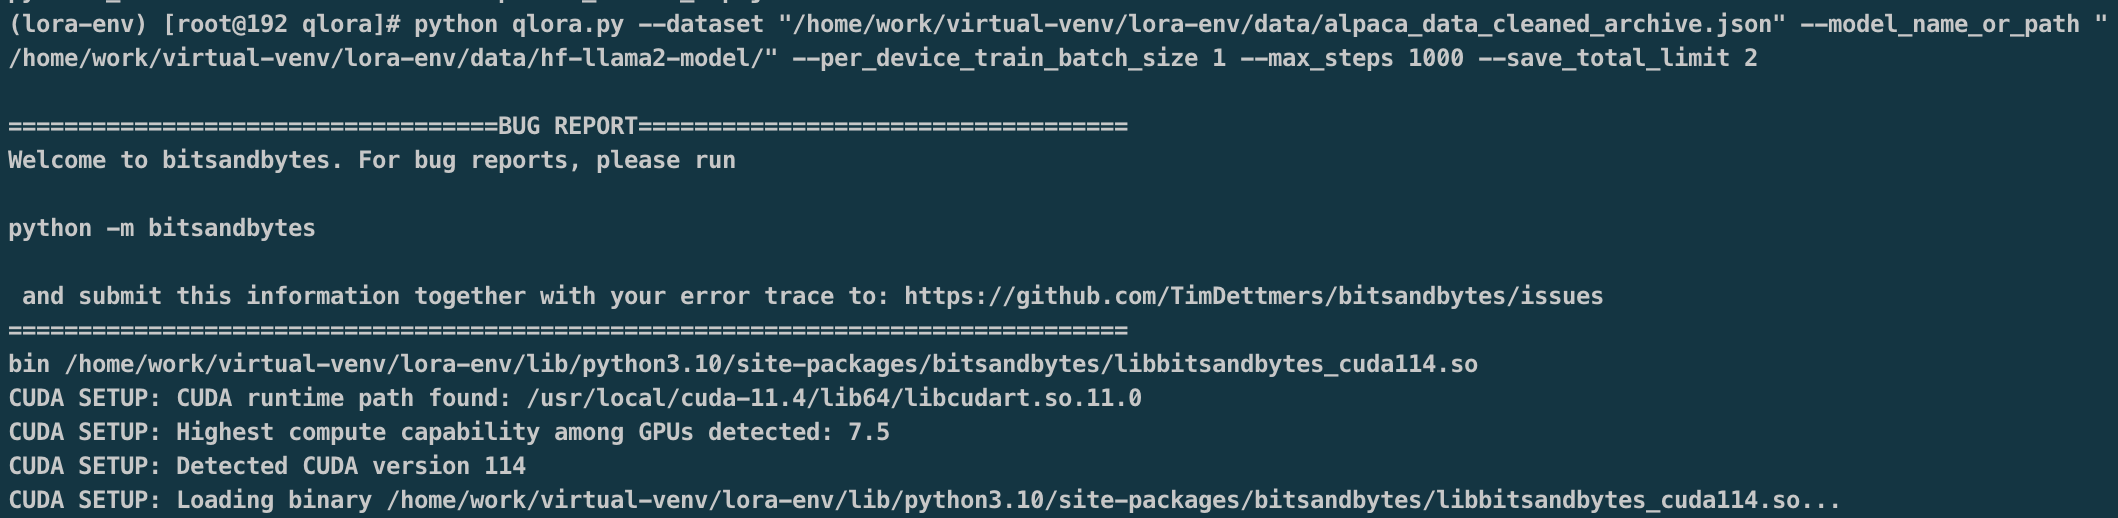 (lora-env) [root@192 qlora]# python qlora.py --dataset "/home/work/virtual-venv/lora-env/data/alpaca_data_cleaned_archive.json" --model_name_or_path "
/home/work/virtual-venv/lora-env/data/hf-llama2-model/" --per_device_train_batch_size 1 --max_steps 1000 --save_total_limit 2
===================================BUG REPORT===================================
Welcome to bitsandbytes. For bug reports, please run
python -m bitsandbytes
 and submit this information together with your error trace to: https://github.com/TimDettmers/bitsandbytes/issues
================================================================================
bin /home/work/virtual-venv/lora-env/lib/python3.10/site-packages/bitsandbytes/libbitsandbytes_cuda114.so
CUDA SETUP: CUDA runtime path found: /usr/local/cuda-11.4/lib64/libcudart.so.11.0
CUDA SETUP: Highest compute capability among GPUs detected: 7.5
CUDA SETUP: Detected CUDA version 114
CUDA SETUP: Loading binary /home/work/virtual-venv/lora-env/lib/python3.10/site-packages/bitsandbytes/libbitsandbytes_cuda114.so...